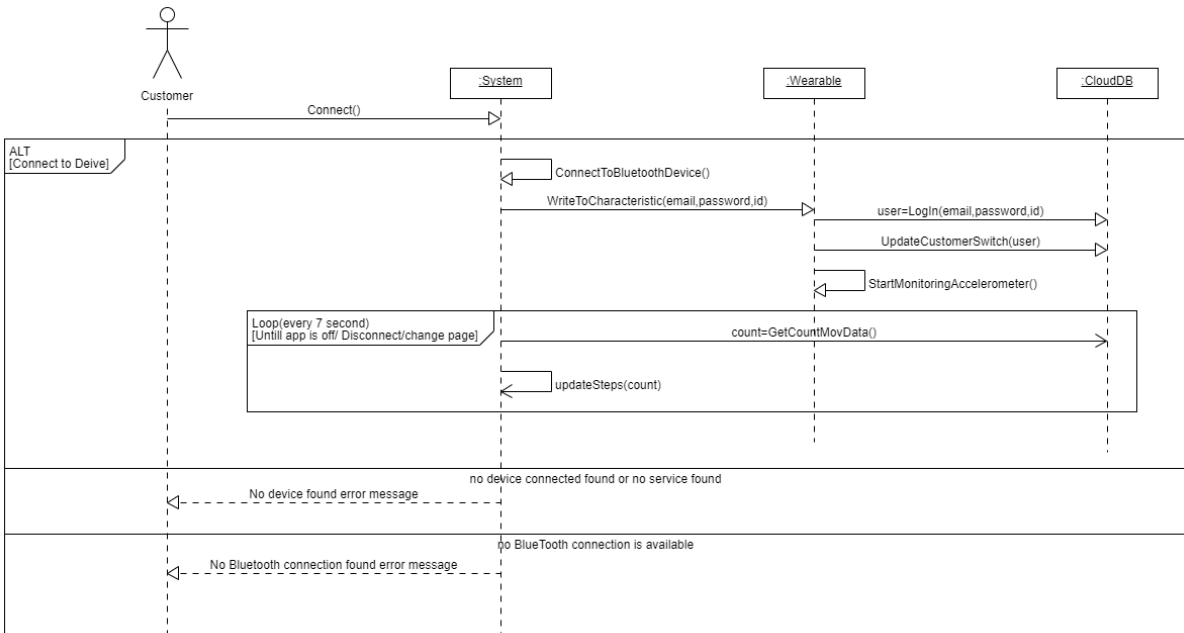 Customer
:System
:Wearable
:CloudDB
Connect()
ALT
[Connect to Deive]
ConnectToBluetoothDevice()
WriteToCharacteristic(email,password,id)
user=LogIn(email,password,id)
UpdateCustomerSwitch(user)
StartMonitoringAccelerometer()
Loop(every 7 second)
[Untill app is off/ Disconnect/change page]
count=GetCountMovData()
updateSteps(count)
no device connected found or no service found
No device found error message
no BlueTooth connection is available
No Bluetooth connection found error message